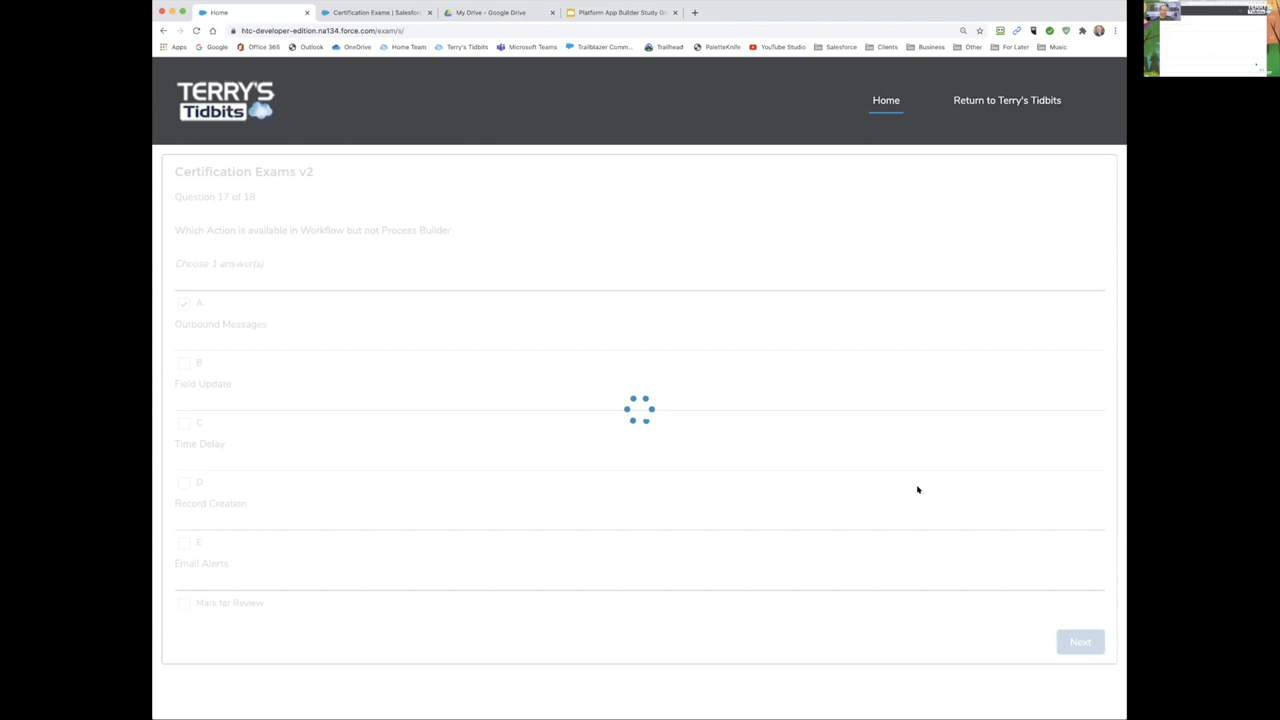 Home
Certification Exams | Salesfor
My Drive - Google Drive
Platform App Builder Study Gr
htc-developer-edition.na134.force.com/exam/s/
Apps
Google
Office 365
Outlook
OneDrive
Home Team
Terry's Tidbits
Microsoft Teams
Trailblazer Comm...
Trailhead
PaletteKnife
YouTube Studio
Salesforce
Clients
Business
Other
For Later
Music
TERRY'S
Tidbits
Home
Return to Terry's Tidbits
Certification Exams v2
Question 17 of 18
Which Action is available in Workflow but not Process Builder
Choose 1 answer(s)
A
Outbound Messages
B
Field Update
C
Time Delay
D
Record Creation
E
Email Alerts
Mark for Review
Next